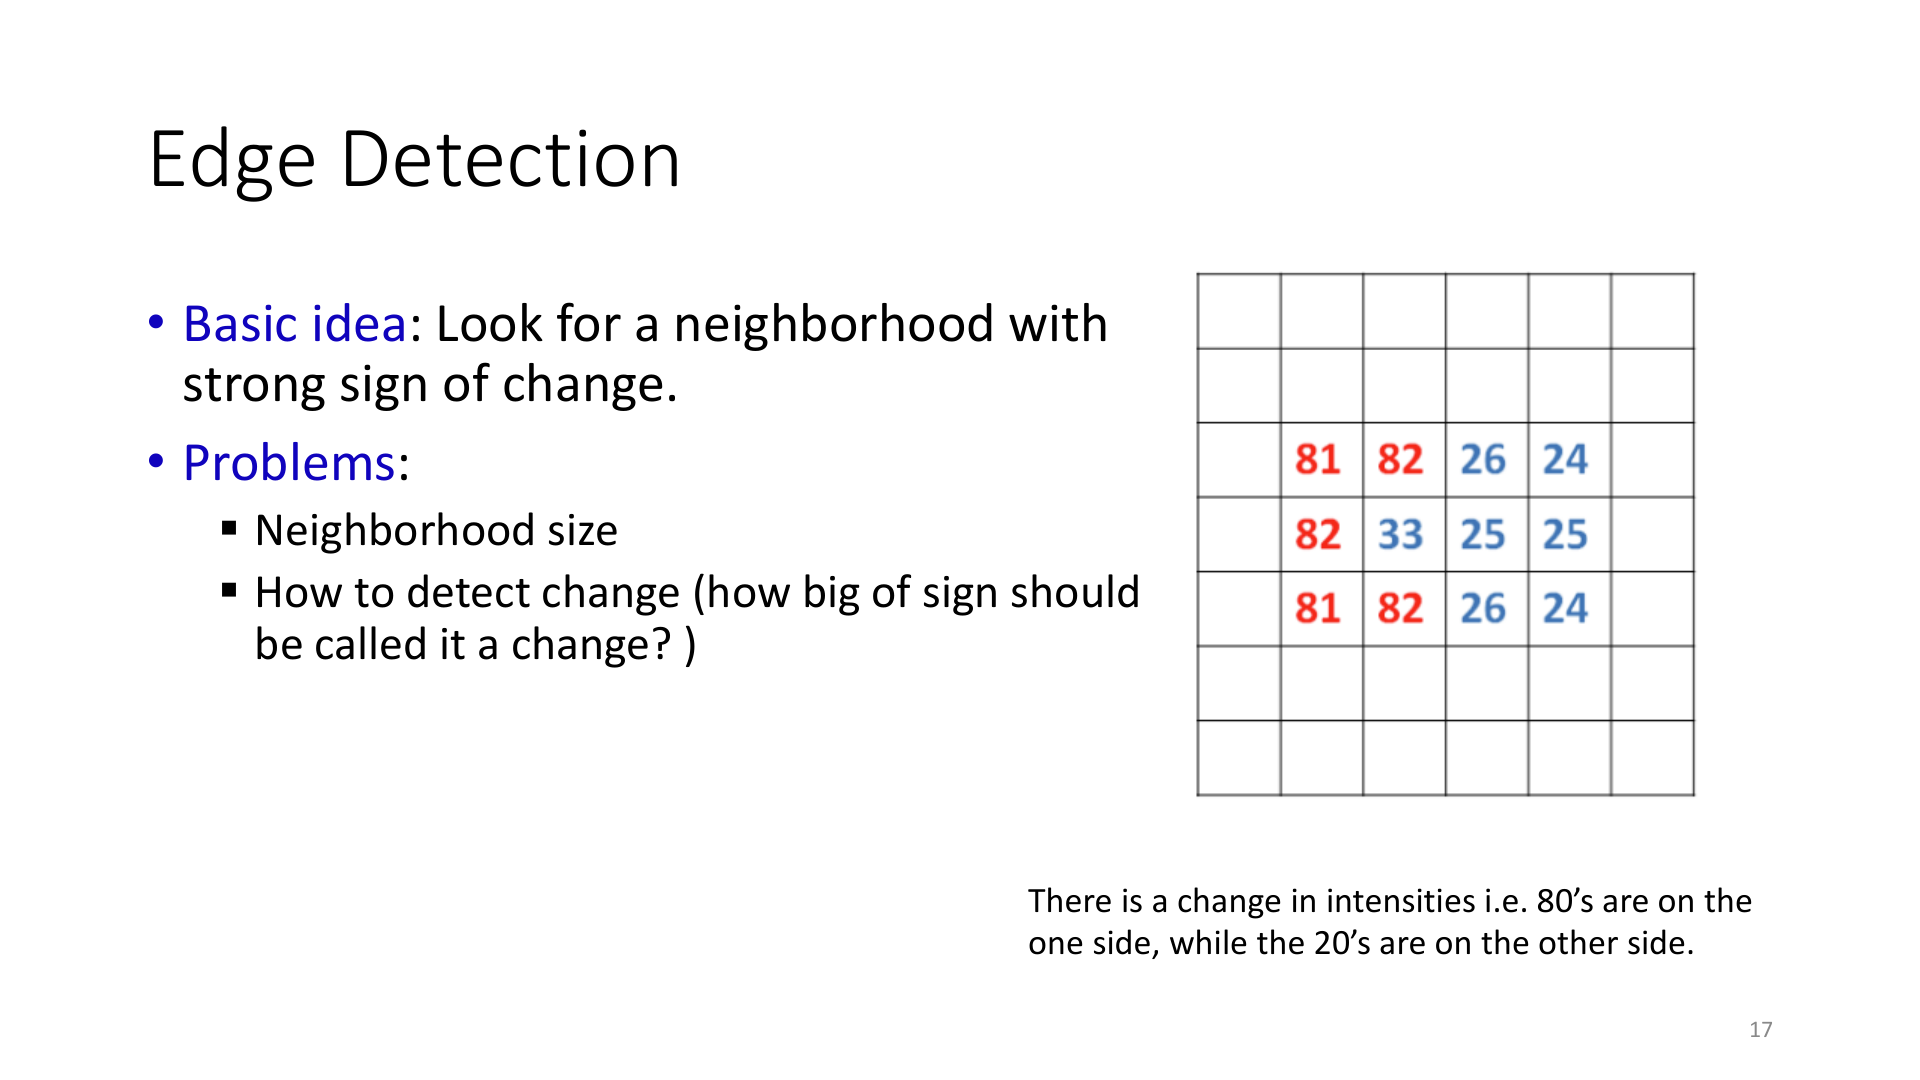 Edge Detection
• Basic idea: Look for a neighborhood with
strong sign of change.
• Problems:
▪ Neighborhood size
▪ How to detect change (how big of sign should
be called it a change? )
81 82 26 24
82 33 25 25
81 82 26 24
There is a change in intensities i.e. 80’s are on the
one side, while the 20’s are on the other side.
17